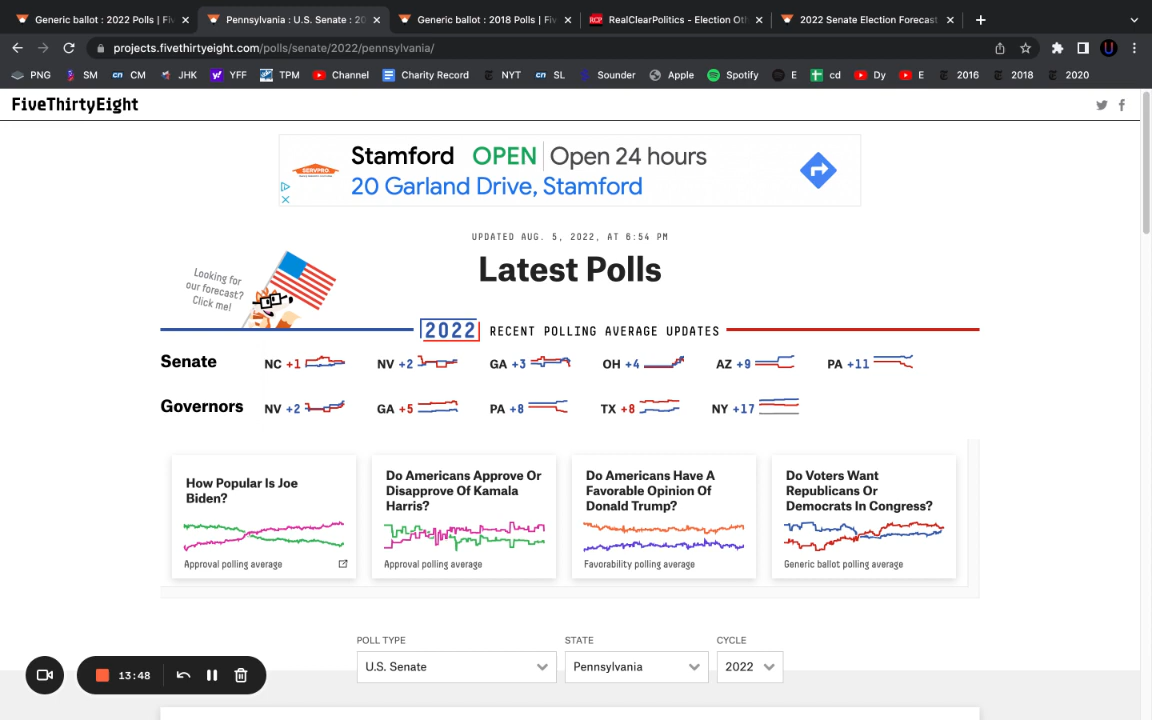 Generic ballot : 2022 Polls | Fiv
Pennsylvania : U.S. Senate : 20
Generic ballot : 2018 Polls | Fiv
RCP RealClearPolitics - Election Oth
2022 Senate Election Forecast
projects.fivethirtyeight.com/polls/senate/2022/pennsylvania/
PNG SM CM JHK YFF TPM Channel Charity Record NYT SL Sounder Apple Spotify E cd Dy E 2016 2018 2020
FiveThirtyEight
SERVPRO
Stamford OPEN Open 24 hours
20 Garland Drive, Stamford
UPDATED AUG. 5, 2022, AT 6:54 PM
Latest Polls
Looking for
our forecast?
Click me!
2022 RECENT POLLING AVERAGE UPDATES
Senate NC +1 NV +2 GA +3 OH +4 AZ +9 PA +11
Governors NV +2 GA +5 PA +8 TX +8 NY +17
How Popular Is Joe
Biden?
Approval polling average
Do Americans Approve Or
Disapprove Of Kamala
Harris?
Approval polling average
Do Americans Have A
Favorable Opinion Of
Donald Trump?
Favorability polling average
Do Voters Want
Republicans Or
Democrats In Congress?
Generic ballot polling average
POLL TYPE STATE CYCLE
U.S. Senate Pennsylvania 2022
13:48